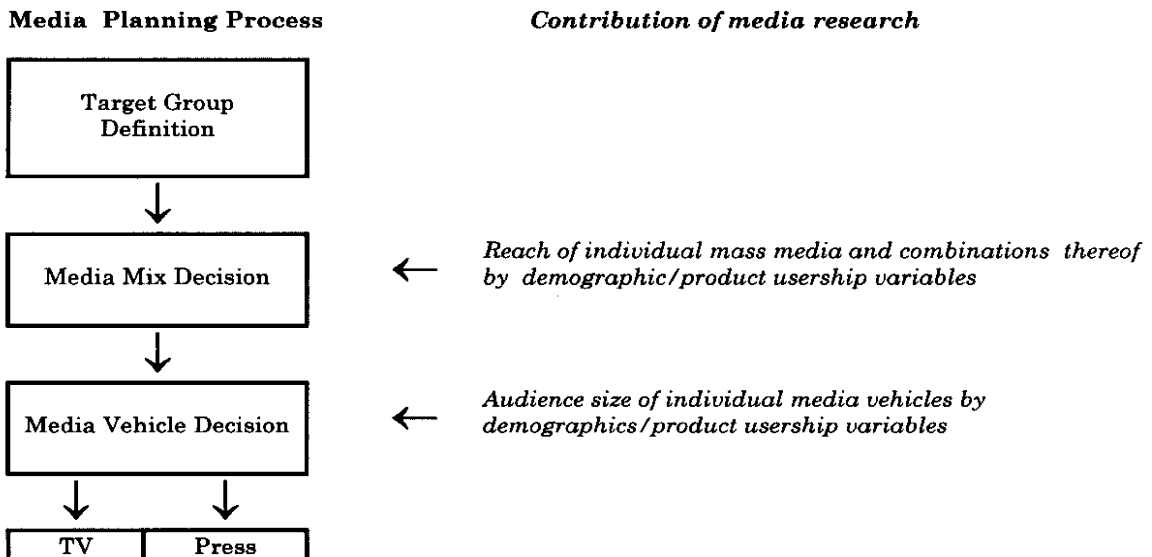 Media Planning Process
Contribution of media research
Target Group
Definition
Media Mix Decision
Reach of individual mass media and combinations thereof
by demographic/product usership variables
Media Vehicle Decision
Audience size of individual media vehicles by
demographics/product usership variables
TV
Press